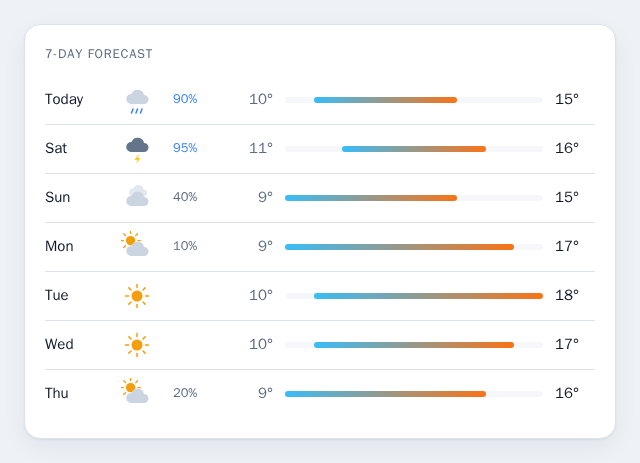 7-DAY FORECAST
Today 90% 10° 15°
Sat 95% 11° 16°
Sun 40% 9° 15°
Mon 10% 9° 17°
Tue 10° 18°
Wed 10° 17°
Thu 20% 9° 16°